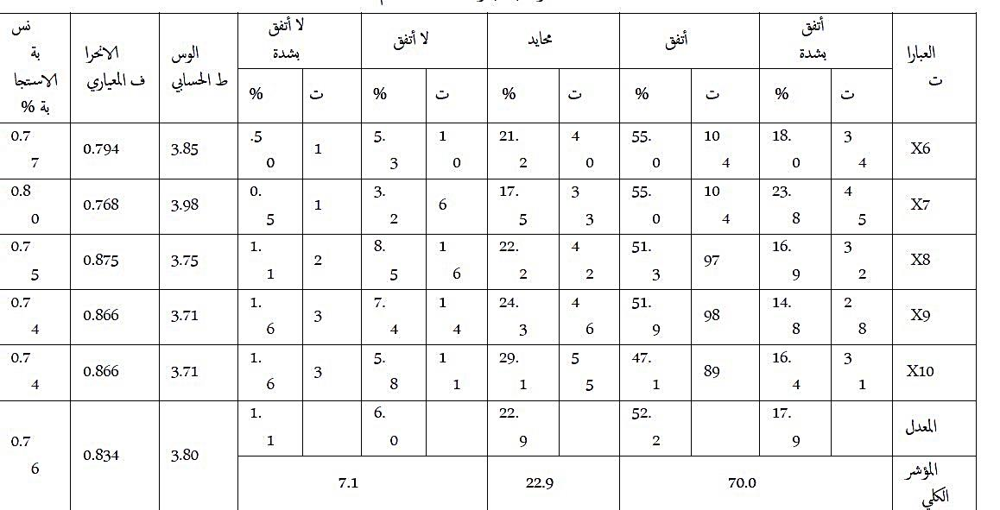 العبارات أتفق بشدة أتفق محايد لا أتفق لا أتفق بشدة الوسط الحسابي الانحراف المعياري نسبة الاستجابة %
ت % ت % ت % ت % ت %
X6 34 18.0 104 55.0 40 21.2 10 5.3 1 .50 3.85 0.794 0.77
X7 45 23.8 104 55.0 33 17.5 6 3.2 1 0.5 3.98 0.768 0.80
X8 32 16.9 97 51.3 42 22.2 16 8.5 2 1.1 3.75 0.875 0.75
X9 28 14.8 98 51.9 46 24.3 14 7.4 3 1.6 3.71 0.866 0.74
X10 31 16.4 89 47.1 55 29.1 11 5.8 3 1.6 3.71 0.866 0.74
المعدل 17.9 52.2 22.9 6.0 1.1 3.80 0.834 0.76
المؤشر الكلي 70.0 22.9 7.1